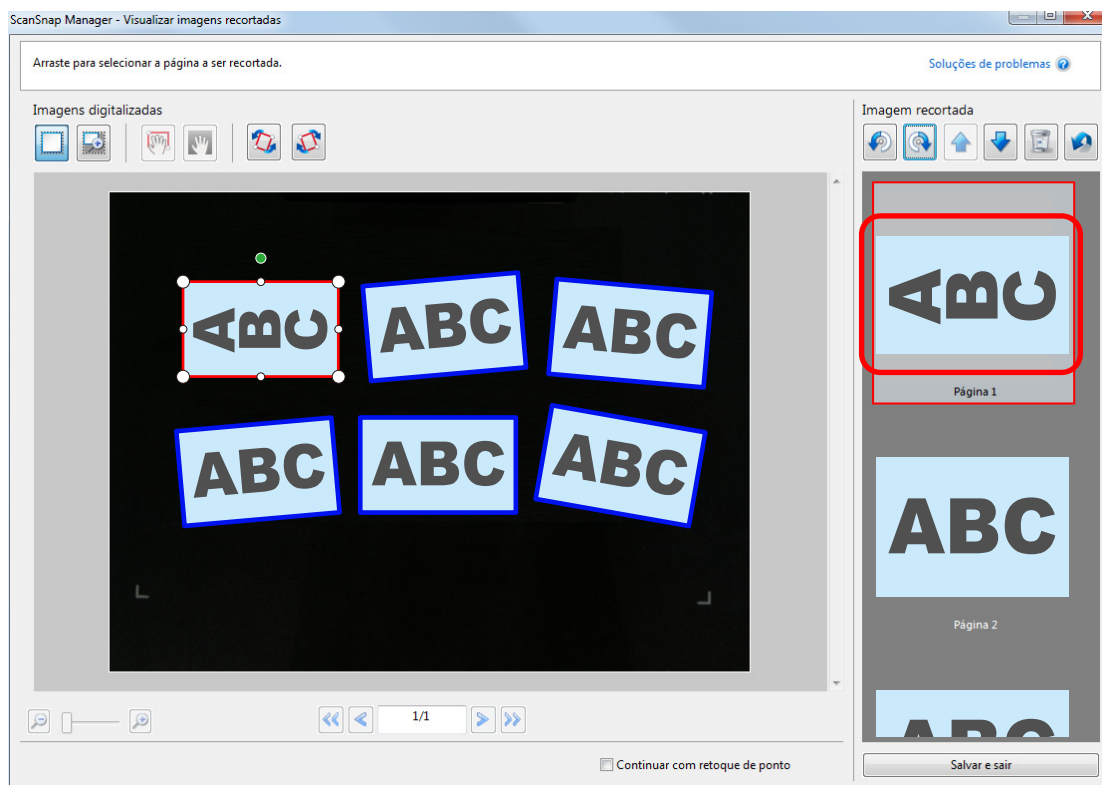 ScanSnap Manager - Visualizar imagens recortadas
Arraste para selecionar a página a ser recortada.
Soluções de problemas
Imagens digitalizadas
Imagem recortada
ABC
ABC
ABC
ABC
ABC
ABC
ABC
Página 1
ABC
Página 2
ABC
1/1
Continuar com retoque de ponto
Salvar e sair